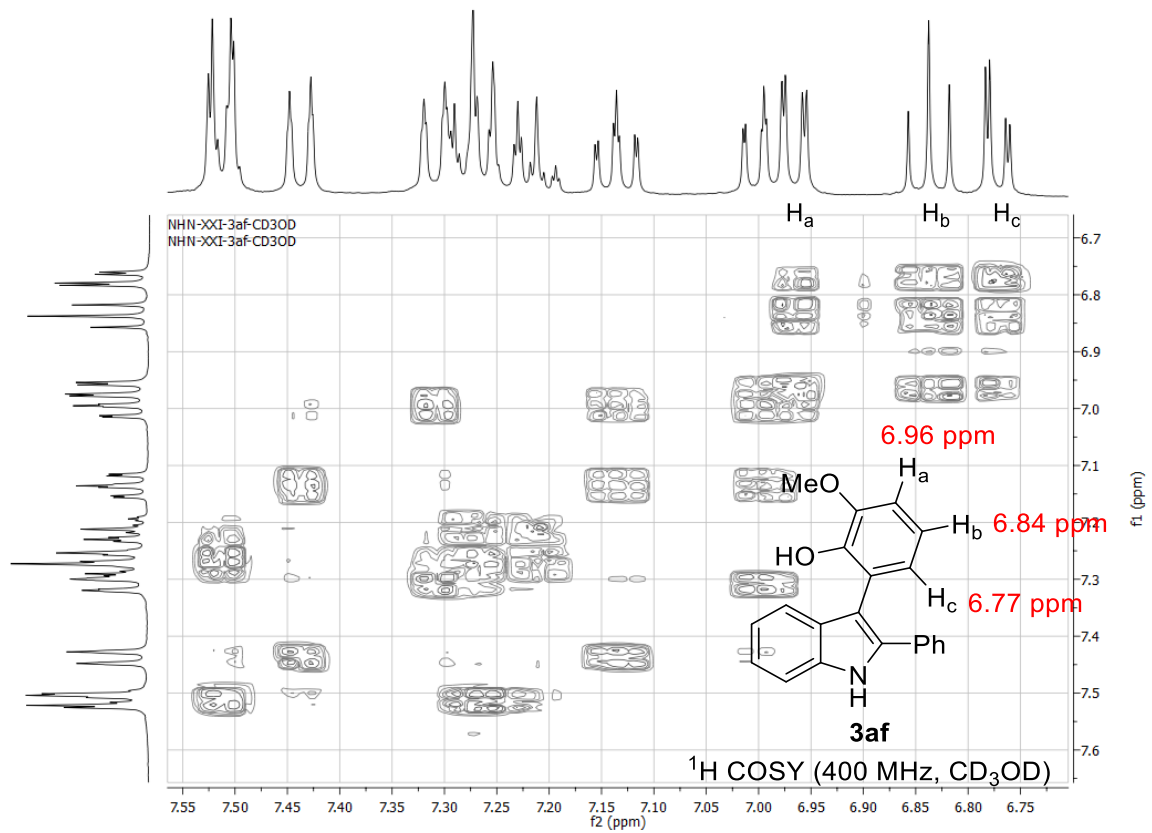 Hₐ H_b H_c
NHN-XXI-3af-CD3OD
NHN-XXI-3af-CD3OD
6.7
6.8
6.9
7.0
7.1
7.2
7.3
7.4
7.5
7.6
f1 (ppm)
6.96 ppm
Hₐ
MeO
H_b 6.84 ppm
HO
H_c 6.77 ppm
Ph
N
H
3af
¹H COSY (400 MHz, CD₃OD)
7.55 7.50 7.45 7.40 7.35 7.30 7.25 7.20 7.15 7.10 7.05 7.00 6.95 6.90 6.85 6.80 6.75
f2 (ppm)